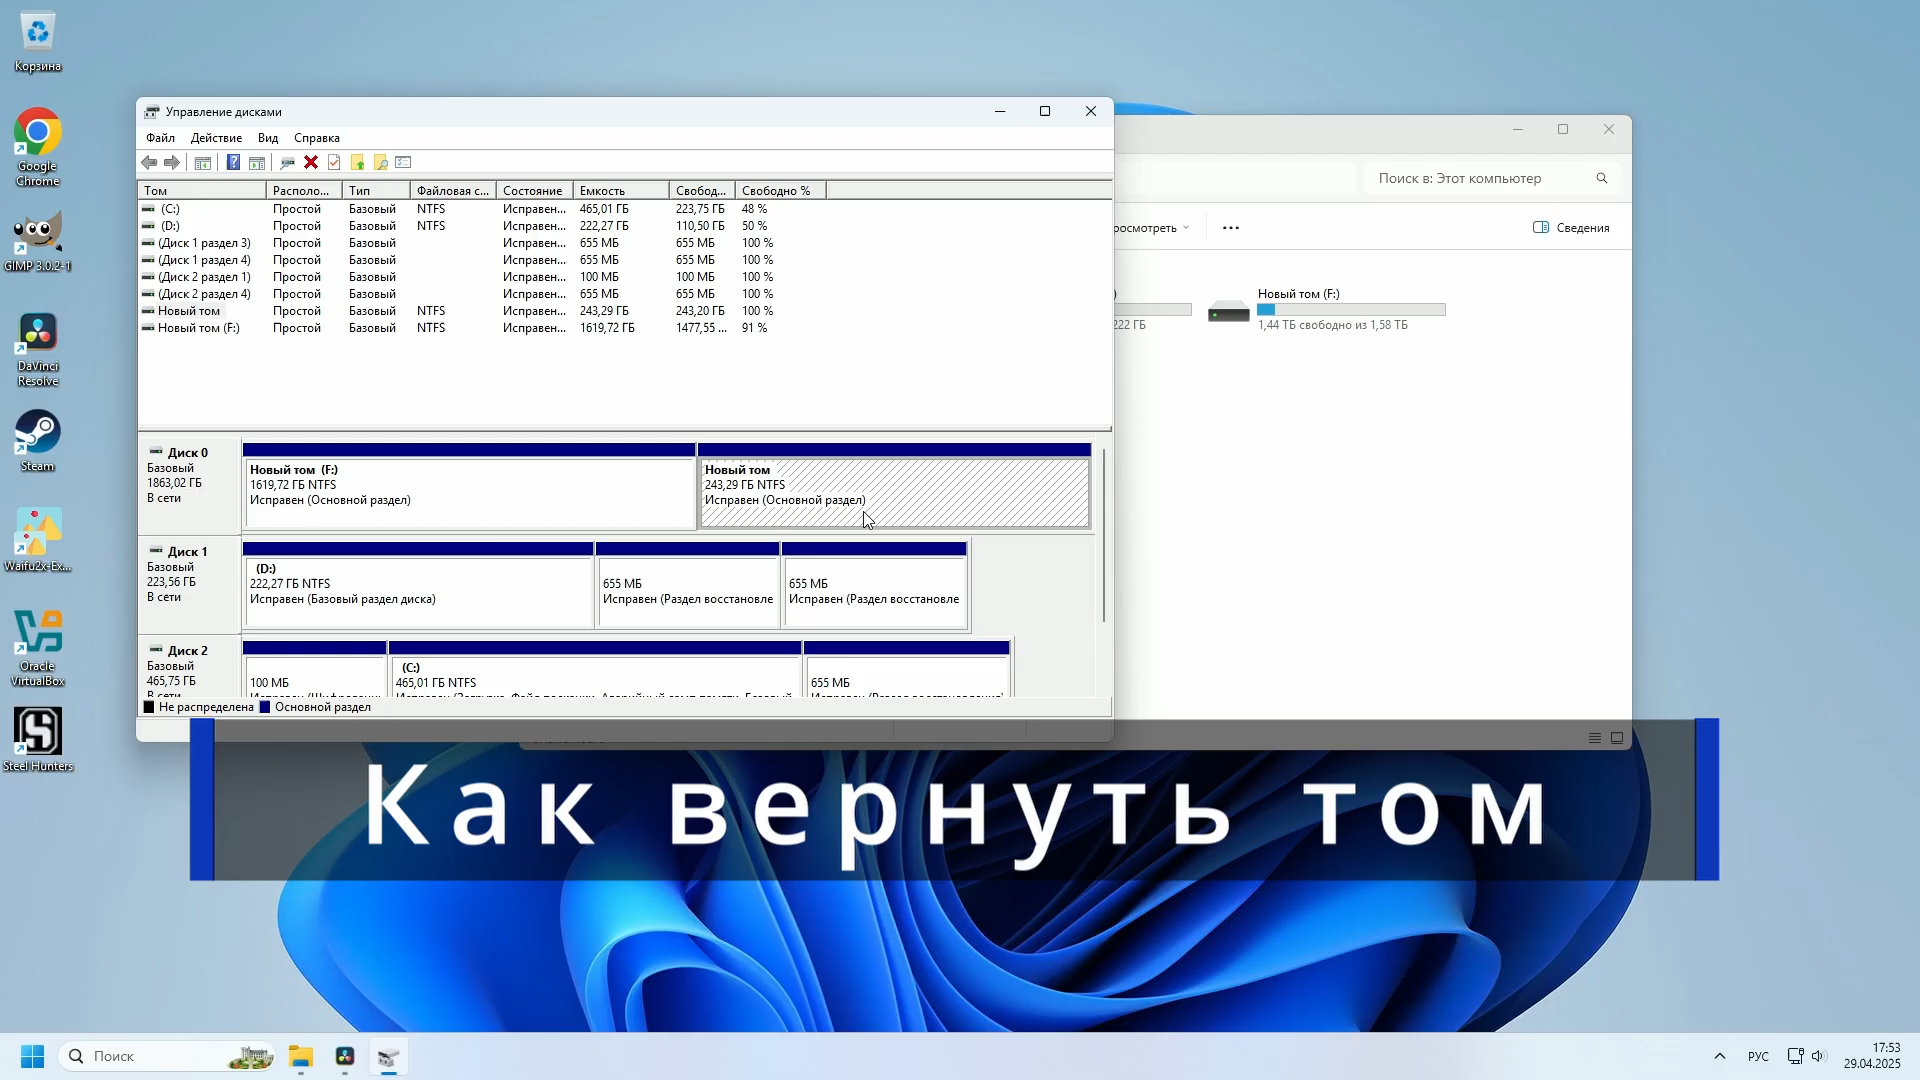 Корзина
Google
Chrome
GIMP 3.0.2-1
DaVinci
Resolve
Steam
Waifu2x-Ex...
Oracle
VirtualBox
Steel Hunters
Управление дисками
Файл Действие Вид Справка
Том Располо... Тип Файловая с... Состояние Емкость Свобод... Свободно %
(C:) Простой Базовый NTFS Исправен... 465,01 ГБ 223,75 ГБ 48 %
(D:) Простой Базовый NTFS Исправен... 222,27 ГБ 110,50 ГБ 50 %
(Диск 1 раздел 3) Простой Базовый Исправен... 655 МБ 655 МБ 100 %
(Диск 1 раздел 4) Простой Базовый Исправен... 655 МБ 655 МБ 100 %
(Диск 2 раздел 1) Простой Базовый Исправен... 100 МБ 100 МБ 100 %
(Диск 2 раздел 4) Простой Базовый Исправен... 655 МБ 655 МБ 100 %
Новый том Простой Базовый NTFS Исправен... 243,29 ГБ 243,20 ГБ 100 %
Новый том (F:) Простой Базовый NTFS Исправен... 1619,72 ГБ 1477,55 ... 91 %
Диск 0
Базовый
1863,02 ГБ
В сети
Новый том (F:)
1619,72 ГБ NTFS
Исправен (Основной раздел)
Новый том
243,29 ГБ NTFS
Исправен (Основной раздел)
Диск 1
Базовый
223,56 ГБ
В сети
(D:)
222,27 ГБ NTFS
Исправен (Базовый раздел диска)
655 МБ
Исправен (Раздел восстановле
655 МБ
Исправен (Раздел восстановле
Диск 2
Базовый
465,75 ГБ
В сети
100 МБ
(C:)
465,01 ГБ NTFS
655 МБ
Не распределена Основной раздел
Поиск в: Этот компьютер
росмотреть ... Сведения
)
222 ГБ
Новый том (F:)
1,44 ТБ свободно из 1,58 ТБ
Как вернуть том
Поиск
РУС
17:53
29.04.2025